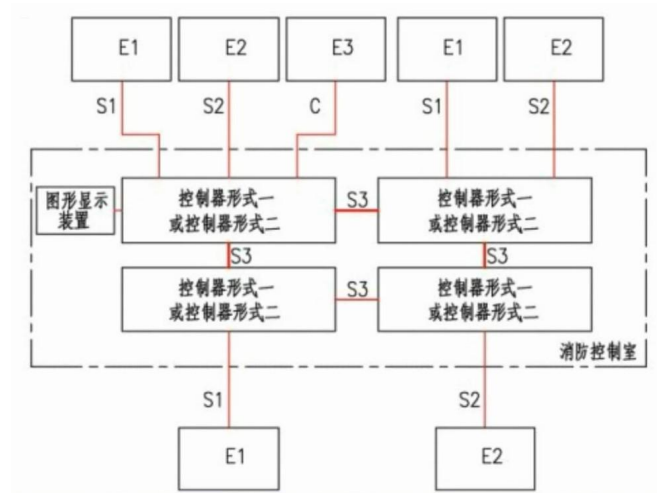 E1
E2
E3
E1
E2
S1
S2
C
S1
S2
图形显示
装置
控制器形式一
或控制器形式二
S3
控制器形式一
或控制器形式二
S3
S3
控制器形式一
或控制器形式二
S3
控制器形式一
或控制器形式二
消防控制室
S1
S2
E1
E2